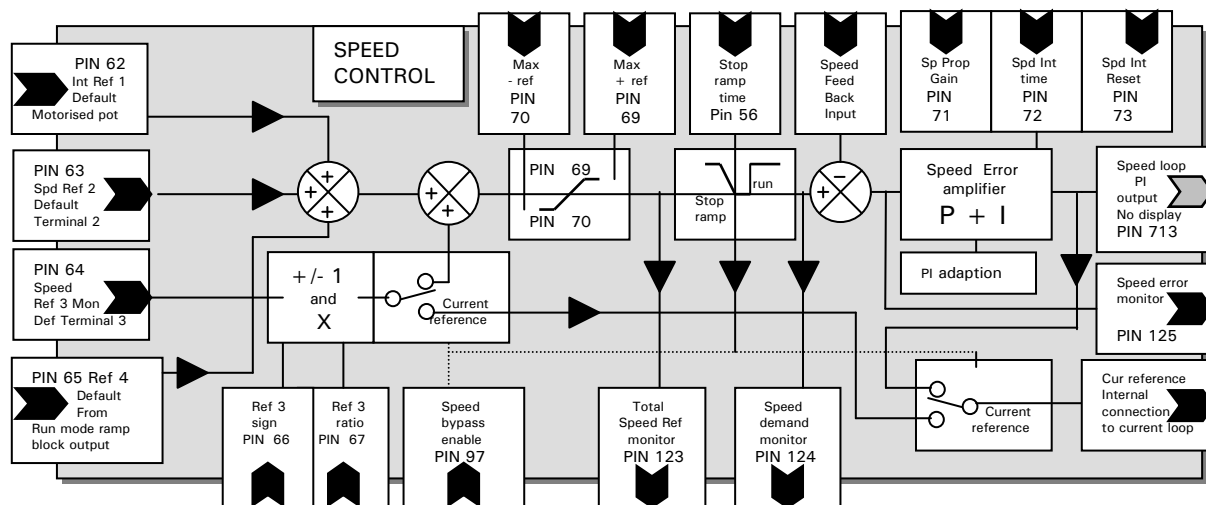 SPEED
CONTROL
PIN 62
Int Ref 1
Default
Motorised pot
PIN 63
Spd Ref 2
Default
Terminal 2
PIN 64
Speed
Ref 3 Mon
Def Terminal 3
PIN 65 Ref 4
Default
From
Run mode ramp
block output
Max
- ref
PIN
70
Max
+ ref
PIN
69
Stop
ramp
time
Pin 56
Speed
Feed
Back
Input
Sp Prop
Gain
PIN
71
Spd Int
time
PIN
72
Spd Int
Reset
PIN
73
+
+
+
+
+
PIN 69
PIN 70
Stop
ramp
run
-
+
Speed Error
amplifier
P + I
PI adaption
Speed loop
PI
output
No display
PIN 713
Speed error
monitor
PIN 125
Cur reference
Internal
connection
to current loop
+/- 1
and
X
Current
reference
Current
reference
Ref 3
sign
PIN 66
Ref 3
ratio
PIN 67
Speed
bypass
enable
PIN 97
Total
Speed Ref
monitor
PIN 123
Speed
demand
monitor
PIN 124